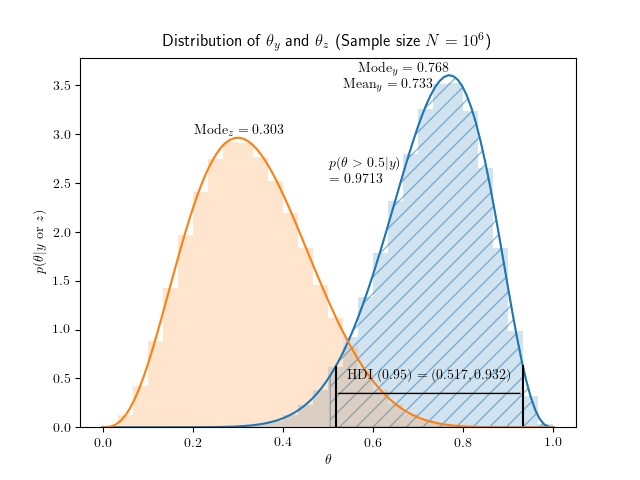 Distribution of θ_y and θ_z (Sample size N = 10^6)
Mode_y = 0.768
Mean_y = 0.733
Mode_z = 0.303
p(θ > 0.5|y)
= 0.9713
HDI (0.95) = (0.517, 0.932)
p(θ|y or z)
3.5
3.0
2.5
2.0
1.5
1.0
0.5
0.0
0.0 0.2 0.4 0.6 0.8 1.0
θ